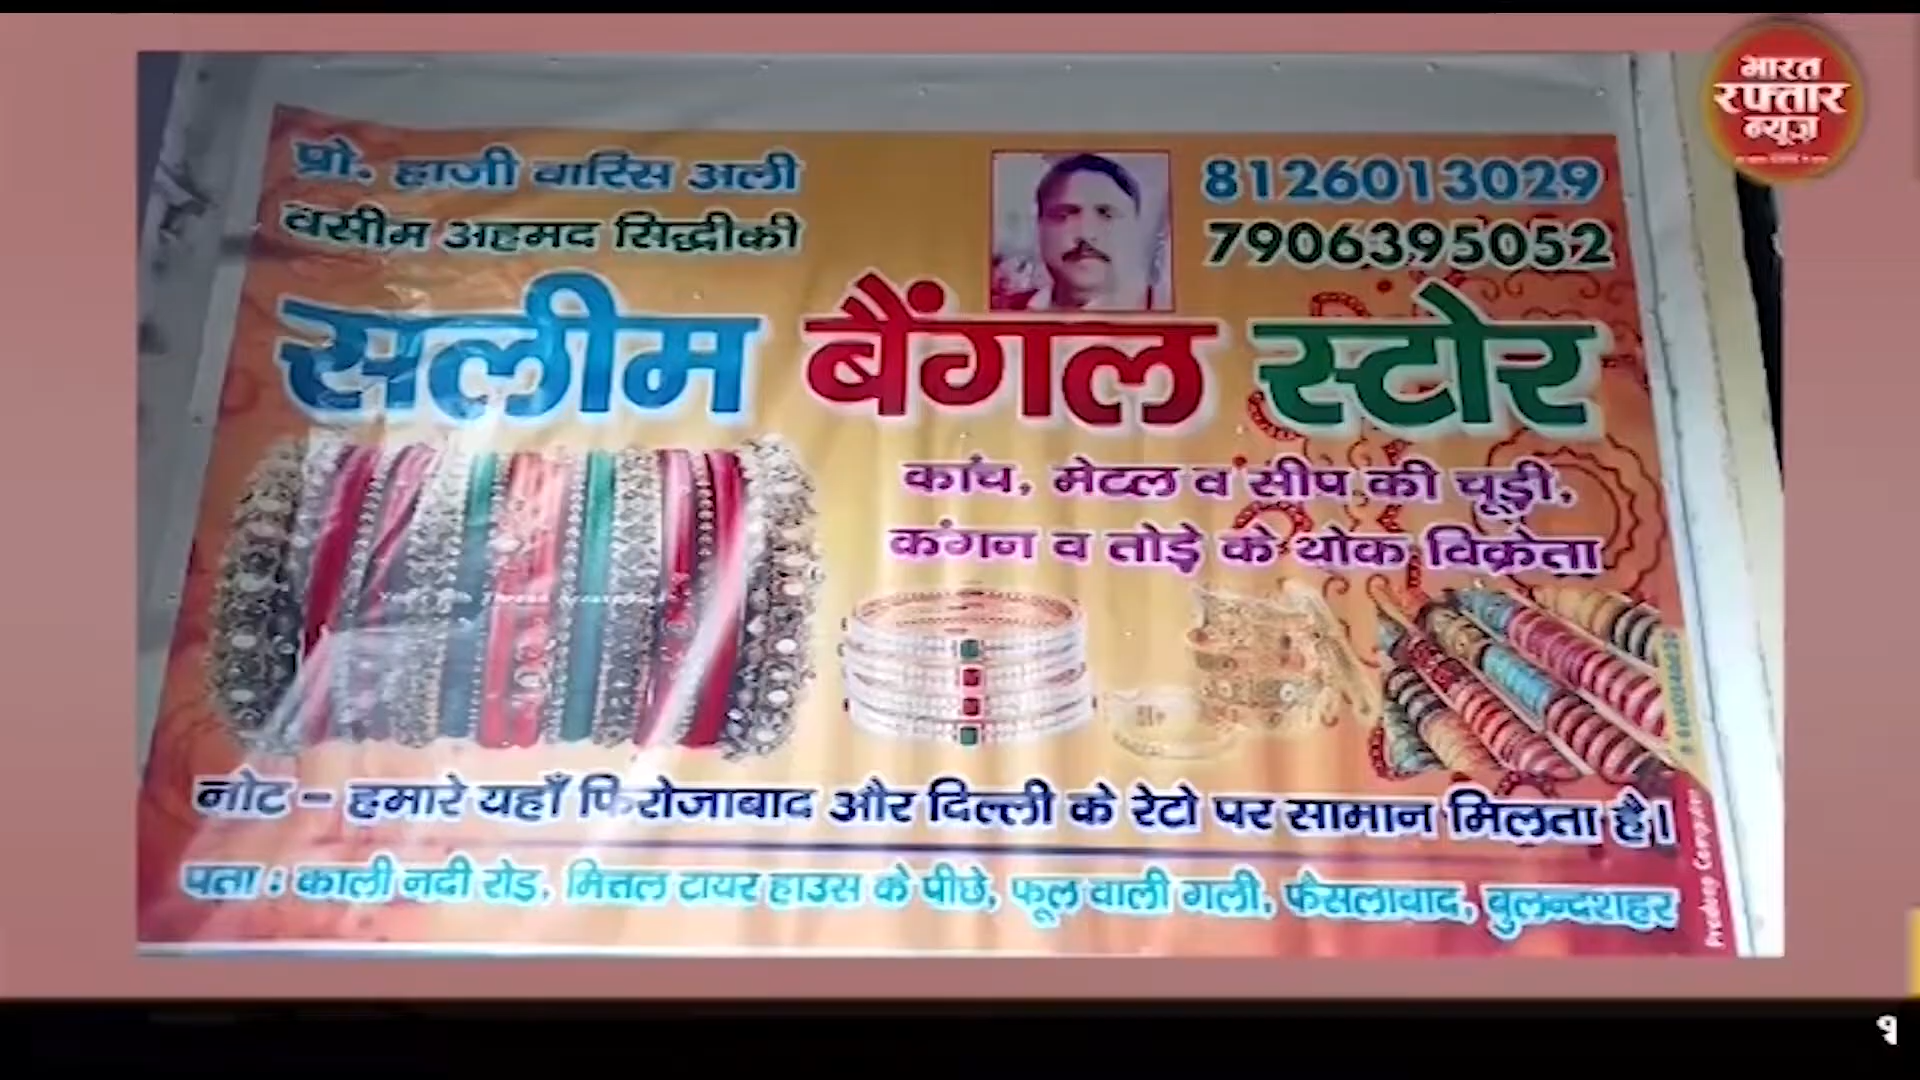 भारत
रफ्तार
न्यूज़
प्रो. हाजी वारिस अली
8126013029
वसीम अहमद सिद्दीकी
7906395052
सलीम बैंगल स्टोर
कांच, मेटल व सीप की चूड़ी,
कंगन व तोड़े के थोक विक्रेता
नोट - हमारे यहाँ फिरोजाबाद और दिल्ली के रेटो पर सामान मिलता है।
पता : काली नदी रोड, मित्तल टायर हाउस के पीछे, फूल वाली गली, फैसलाबाद, बुलन्दशहर